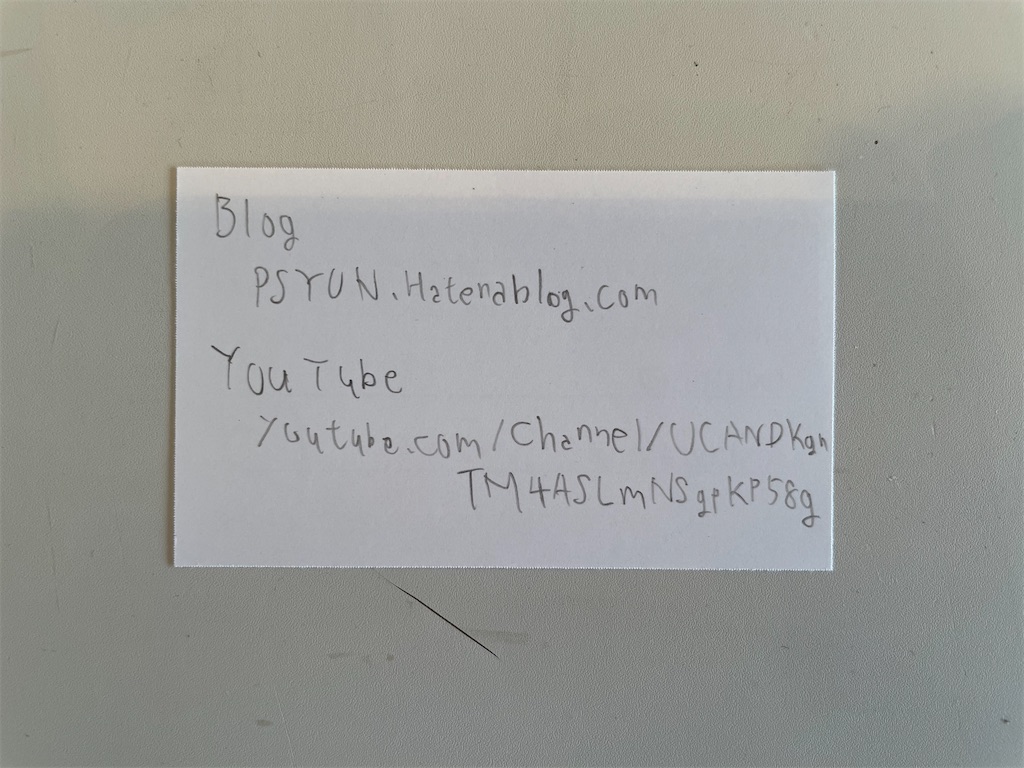 Blog
PSYUN.Hatenablog.com
YouTube
Youtube.com/Channel/UCANDKgn
TM4ASLmNSgpKP58g